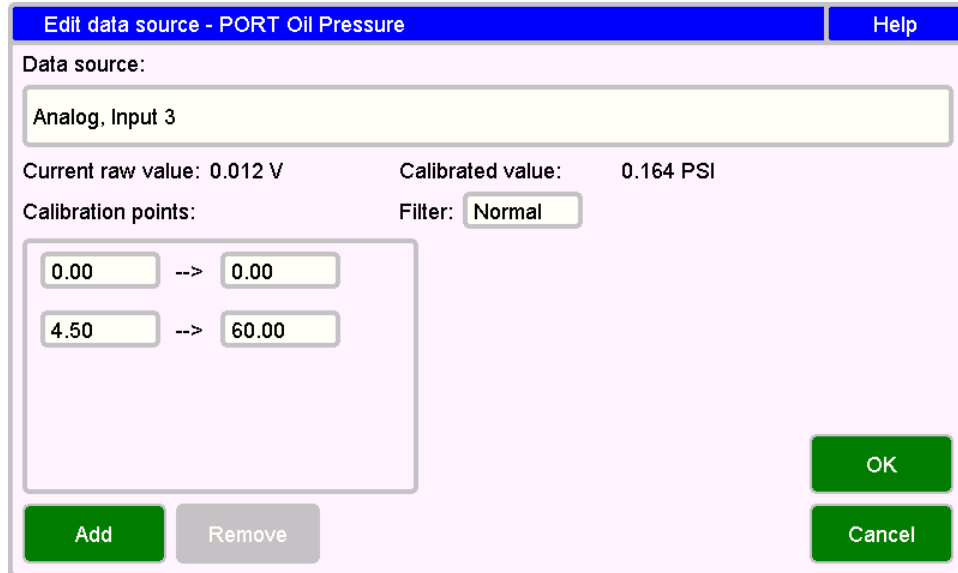 Edit data source - PORT Oil Pressure Help
Data source:
Analog, Input 3
Current raw value: 0.012 V Calibrated value: 0.164 PSI
Calibration points: Filter: Normal
0.00 --> 0.00
4.50 --> 60.00
OK
Add Remove Cancel